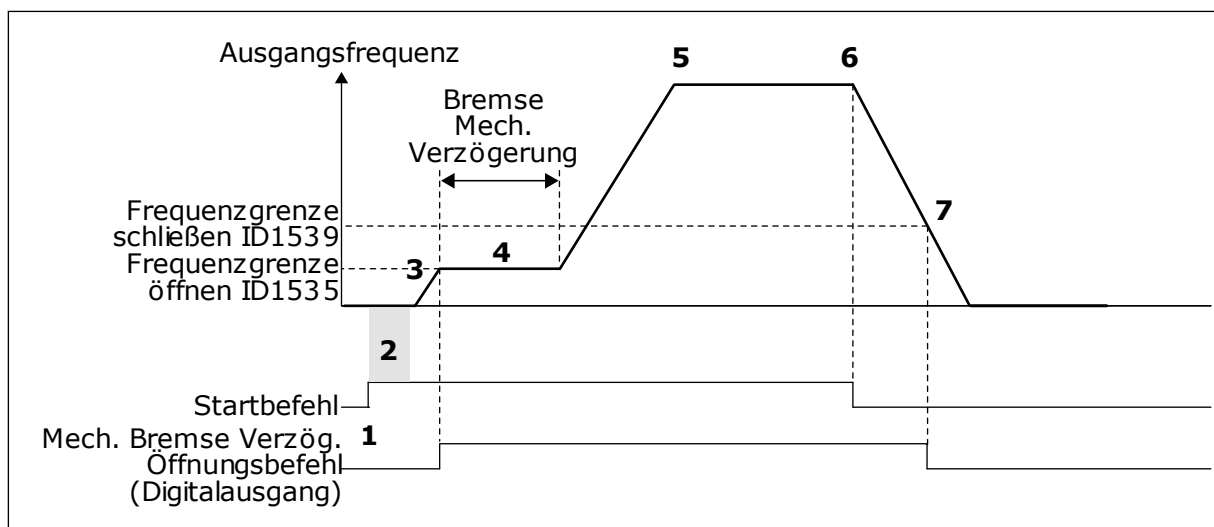 Ausgangsfrequenz
5
6
Bremse
Mech.
Verzögerung
Frequenzgrenze
schließen ID1539
7
Frequenzgrenze
öffnen ID1535
3
4
2
Startbefehl
Mech. Bremse Verzög.
1
Öffnungsbefehl
(Digitalausgang)